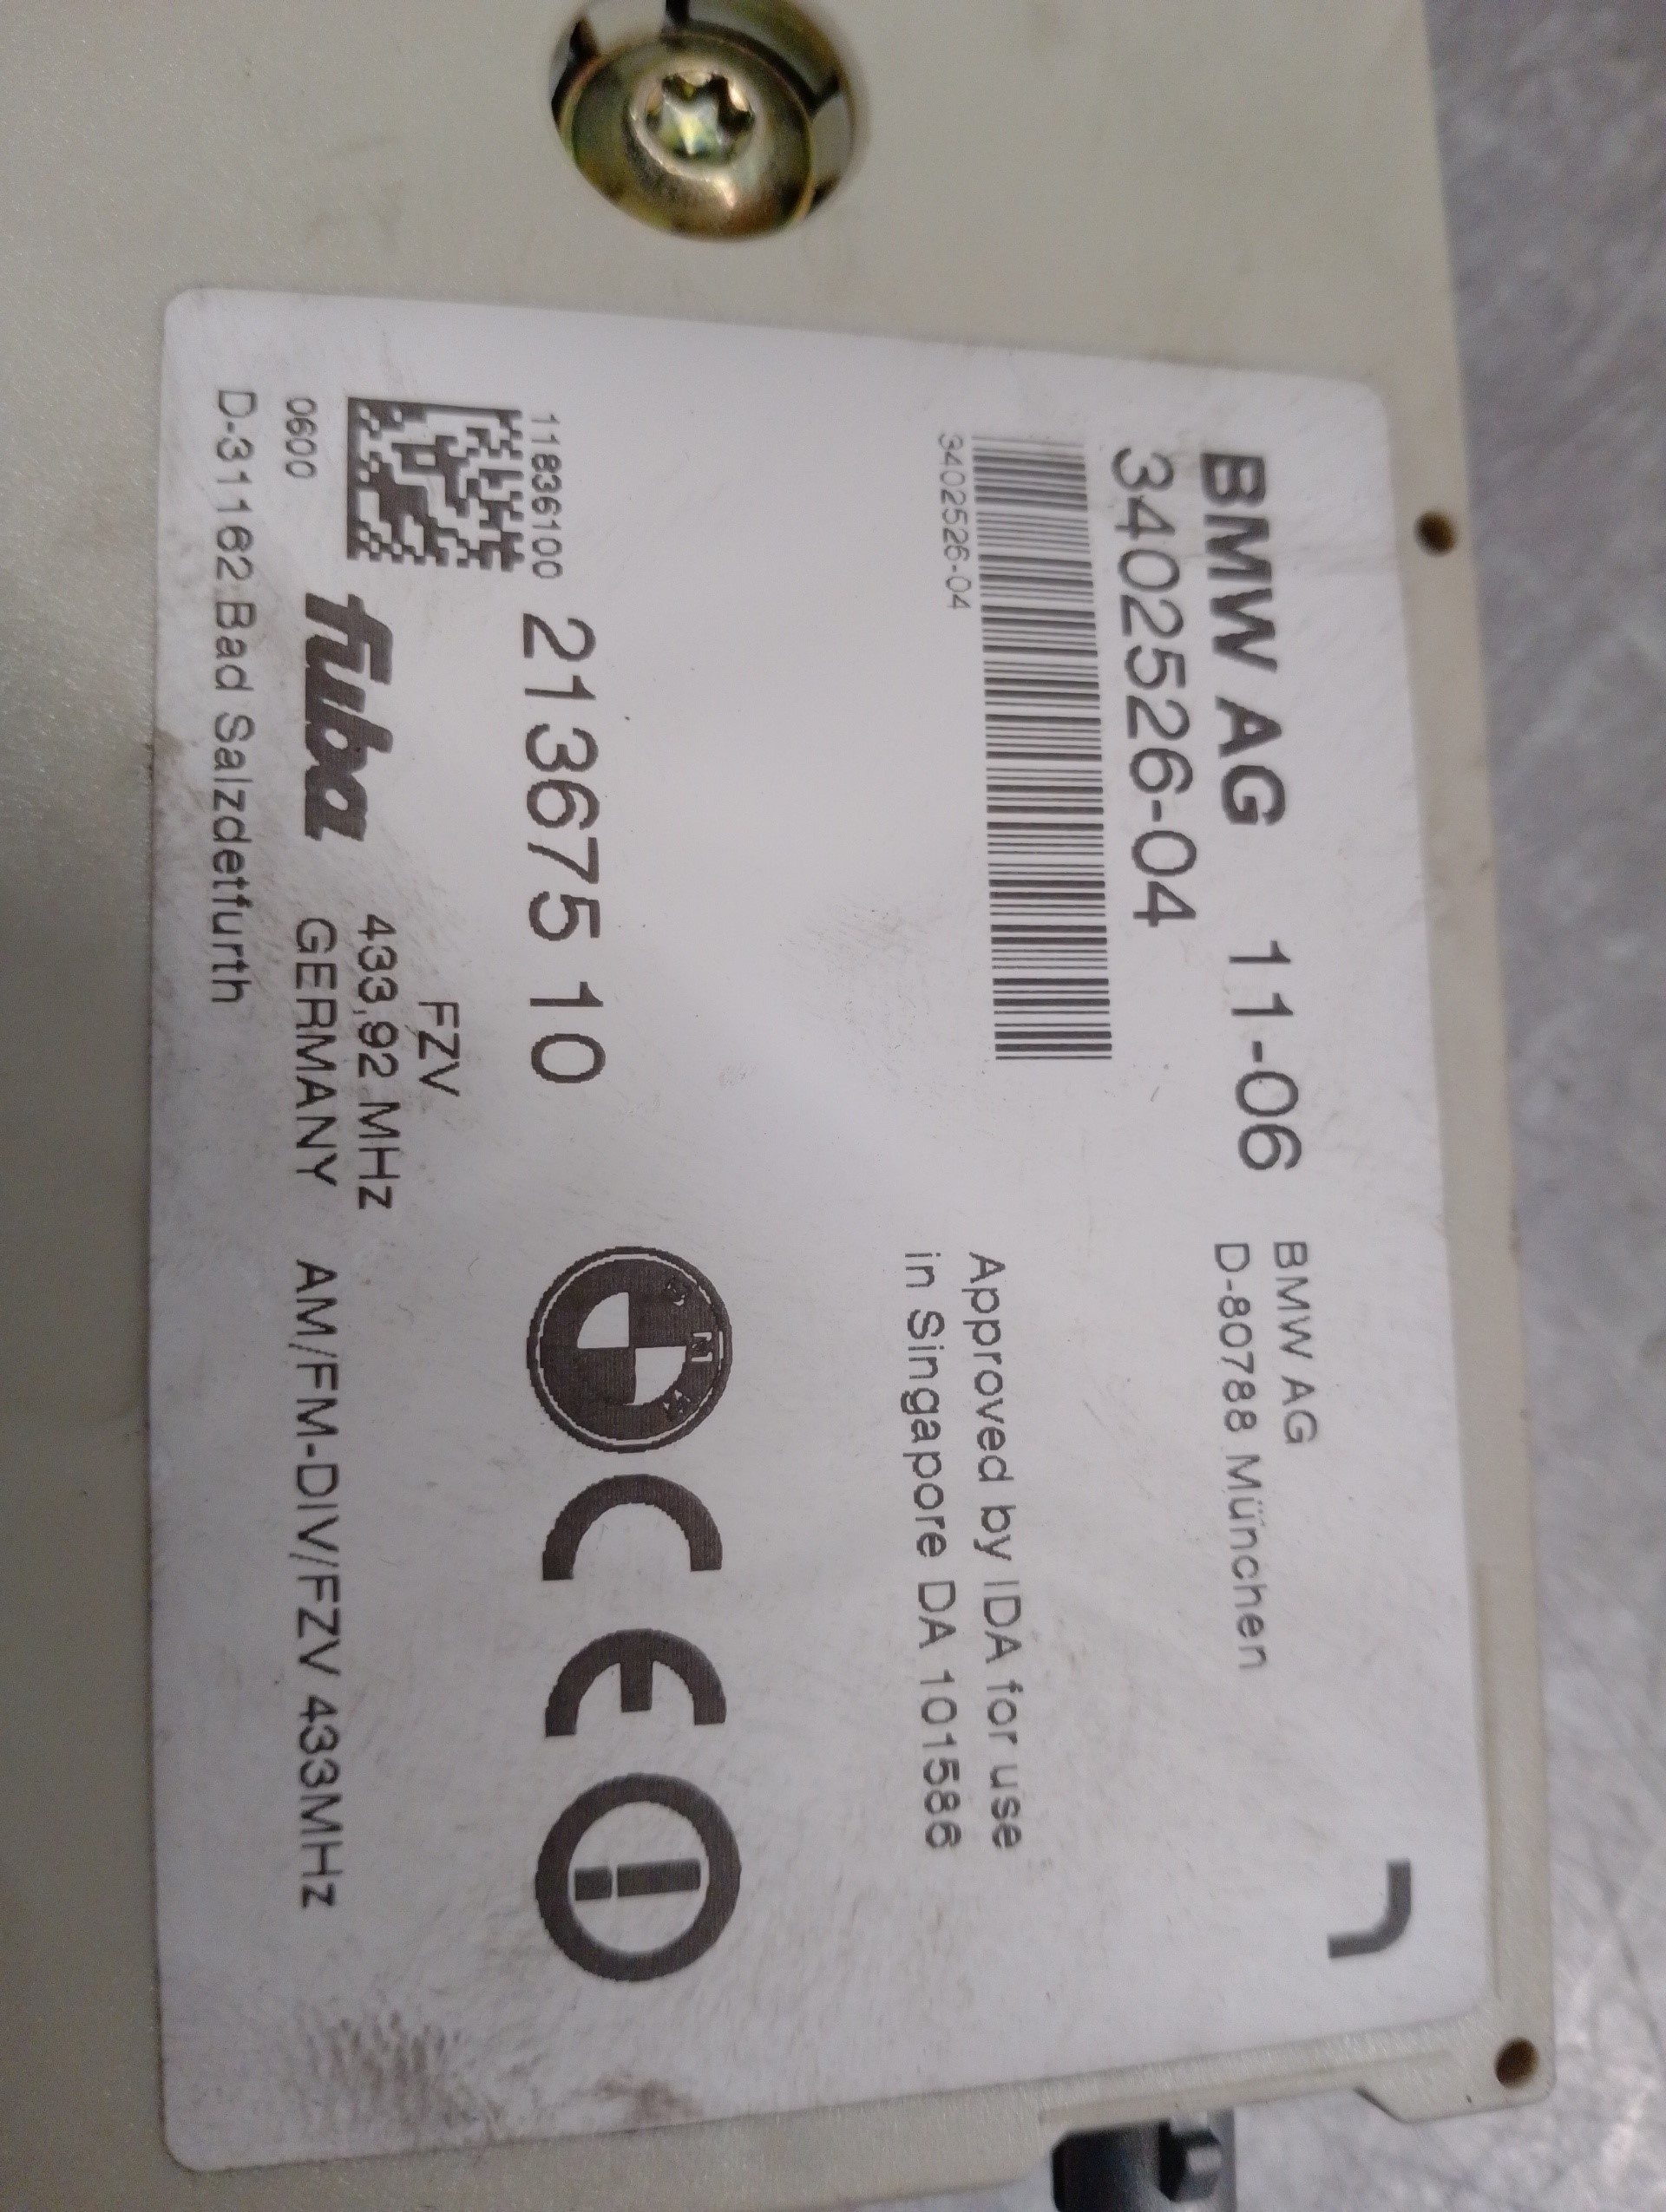 BMW AG 11-06
3402526-04
3402526-04
BMW AG
D-80788 München
Approved by IDA for use
in Singapore DA 101586
11836100
213675 10
0600
fuba
FZV
433,92 MHz
GERMANY AM/FM-DIV/FZV 433MHz
D-31162 Bad Salzdetfurth
B M W
CE
i